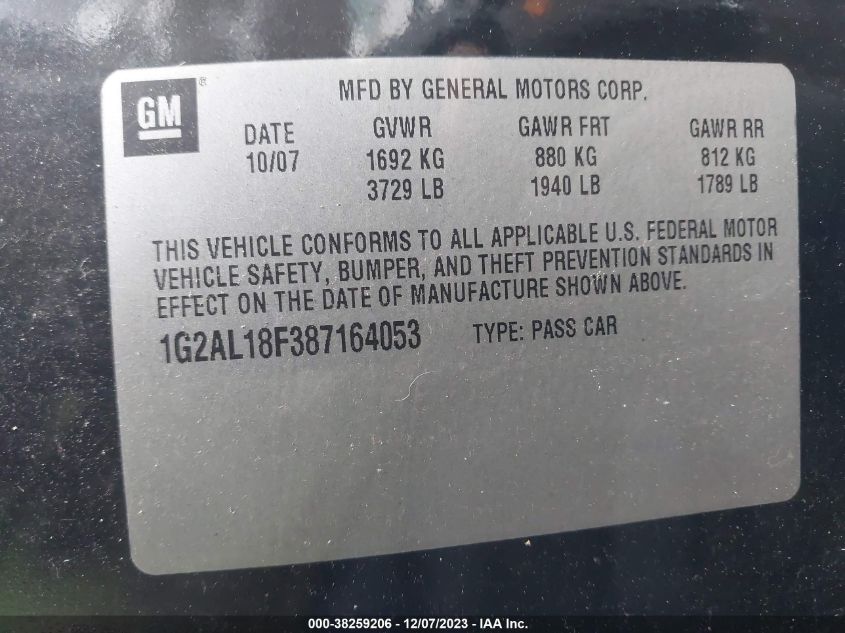 GM®
MFD BY GENERAL MOTORS CORP.
DATE GVWR GAWR FRT GAWR RR
10/07 1692 KG 880 KG 812 KG
3729 LB 1940 LB 1789 LB
THIS VEHICLE CONFORMS TO ALL APPLICABLE U.S. FEDERAL MOTOR
VEHICLE SAFETY, BUMPER, AND THEFT PREVENTION STANDARDS IN
EFFECT ON THE DATE OF MANUFACTURE SHOWN ABOVE.
1G2AL18F387164053 TYPE: PASS CAR
000-38259206 - 12/07/2023 - IAA Inc.